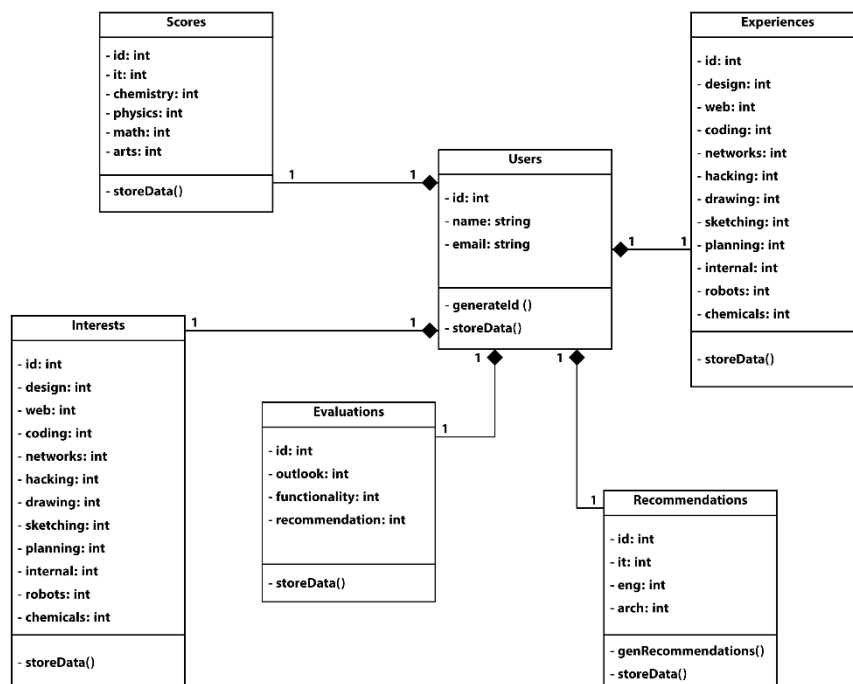 Scores
- id: int
- it: int
- chemistry: int
- physics: int
- math: int
- arts: int
- storeData()
1
1
Users
- id: int
- name: string
- email: string
- generateId ()
- storeData()
Experiences
- id: int
- design: int
- web: int
- coding: int
- networks: int
- hacking: int
- drawing: int
- sketching: int
- planning: int
- internal: int
- robots: int
- chemicals: int
- storeData()
1
1
Interests
- id: int
- design: int
- web: int
- coding: int
- networks: int
- hacking: int
- drawing: int
- sketching: int
- planning: int
- internal: int
- robots: int
- chemicals: int
- storeData()
1
1
Evaluations
- id: int
- outlook: int
- functionality: int
- recommendation: int
- storeData()
1
1
Recommendations
- id: int
- it: int
- eng: int
- arch: int
- genRecommendations()
- storeData()
1
1